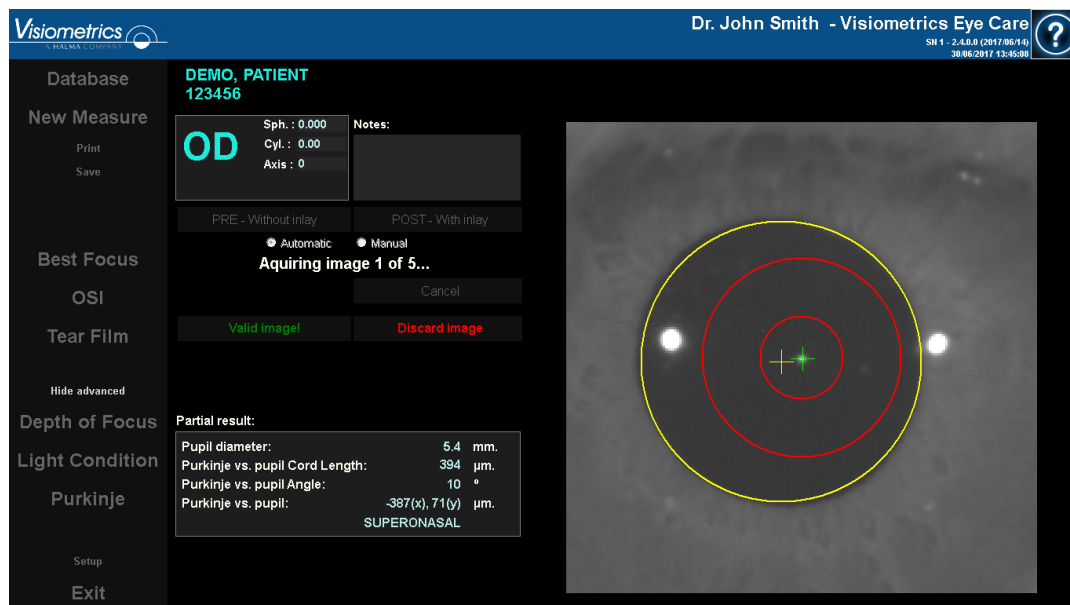 Visiometrics
A HALMA COMPANY
Dr. John Smith - Visiometrics Eye Care
SN 1 - 2.4.0.0 (2017/06/14)
30/06/2017 13:45:08
?
Database
New Measure
Print
Save
Best Focus
OSI
Tear Film
Hide advanced
Depth of Focus
Light Condition
Purkinje
Setup
Exit
DEMO, PATIENT
123456
OD
Sph. : 0.000
Cyl. : 0.00
Axis : 0
Notes:
PRE - Without inlay
POST - With inlay
Automatic
Manual
Aquiring image 1 of 5...
Cancel
Valid image!
Discard image
Partial result:
Pupil diameter: 5.4 mm.
Purkinje vs. pupil Cord Length: 394 µm.
Purkinje vs. pupil Angle: 10 º
Purkinje vs. pupil: -387(x), 71(y) µm.
SUPERONASAL